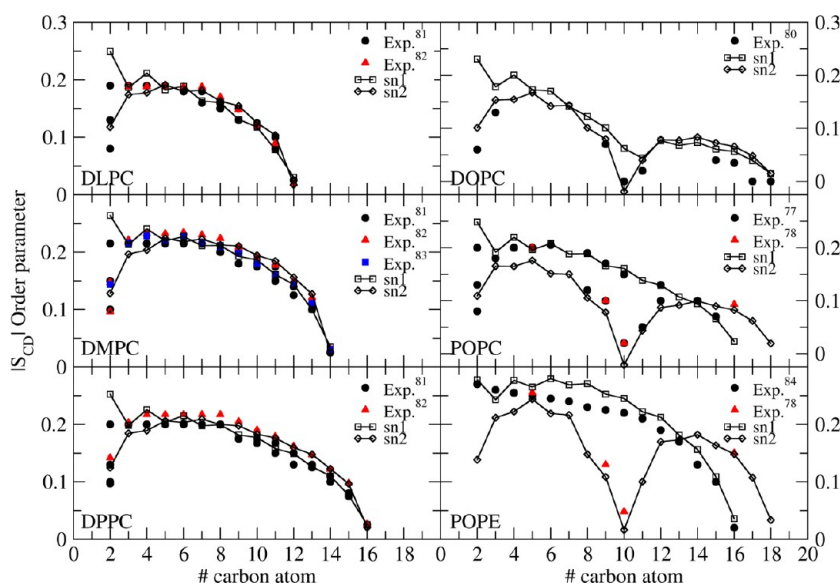 |S_CD| Order parameter
0.3
0.2
0.1
0
Exp.81
Exp.82
sn1
sn2
DLPC
Exp.80
sn1
sn2
DOPC
0.3
0.2
0.1
0
0.2
0.1
0
Exp.81
Exp.82
Exp.83
sn1
sn2
DMPC
Exp.77
Exp.78
sn1
sn2
POPC
0.2
0.1
0
0.2
0.1
0
Exp.81
Exp.82
sn1
sn2
DPPC
Exp.84
Exp.78
sn1
sn2
POPE
0.2
0.1
0
0 2 4 6 8 10 12 14 16 18 20
0 2 4 6 8 10 12 14 16 18 20
# carbon atom
# carbon atom